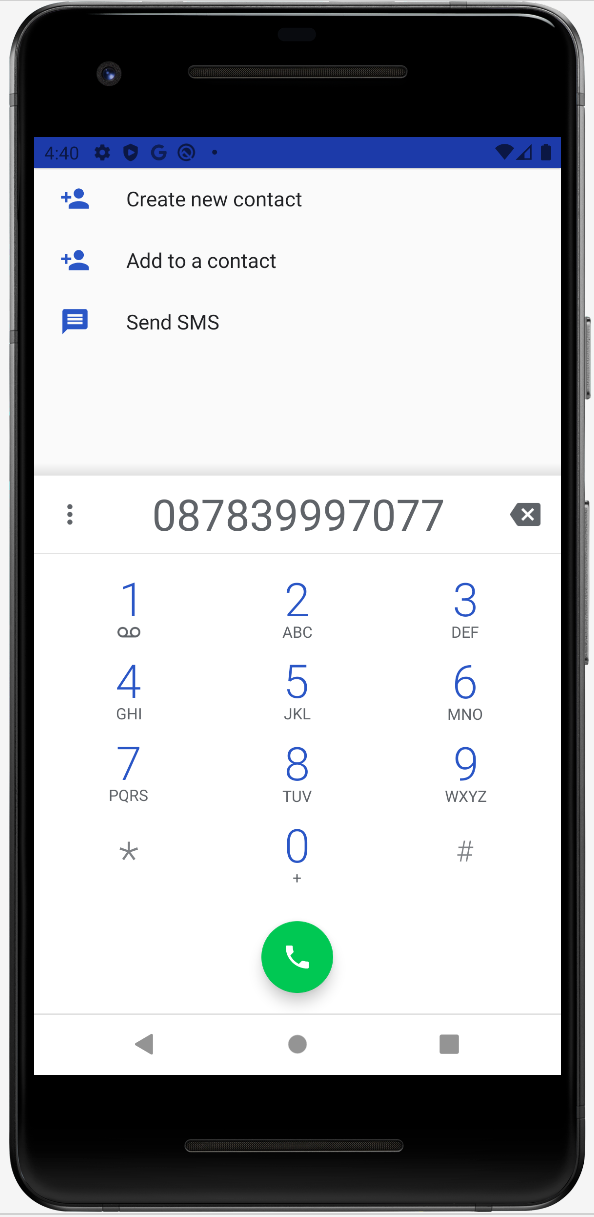 4:40
Create new contact
Add to a contact
Send SMS
087839997077
1 2 3
ABC DEF
4 5 6
GHI JKL MNO
7 8 9
PQRS TUV WXYZ
* 0 #
+